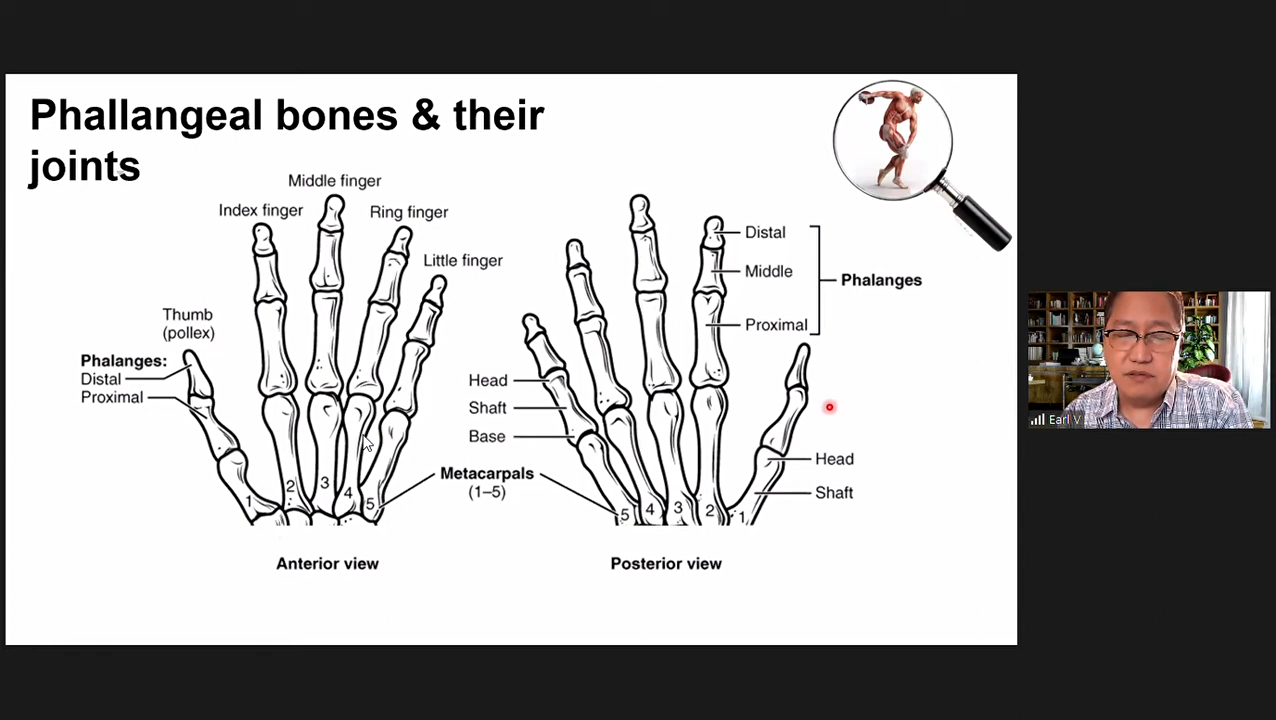 Phallangeal bones & their
joints
Middle finger
Index finger
Ring finger
Little finger
Thumb
(pollex)
Phalanges:
Distal
Proximal
1
2
3
4
5
Anterior view
Metacarpals
(1–5)
Distal
Middle
Proximal
Phalanges
Head
Shaft
Base
Head
Shaft
5
4
3
2
1
Posterior view
Earl V